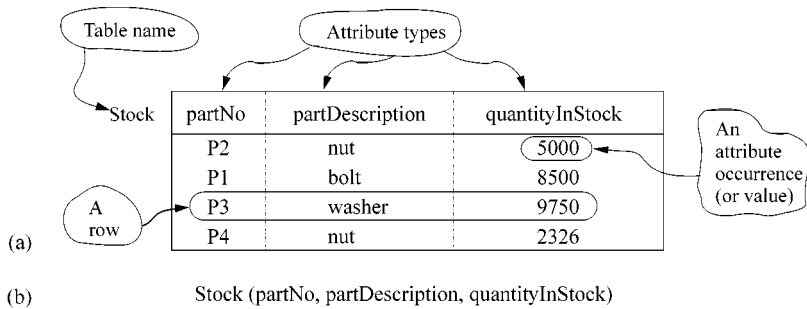 Table name
Attribute types
Stock
partNo partDescription quantityInStock
P2 nut 5000
P1 bolt 8500
P3 washer 9750
P4 nut 2326
An
attribute
occurrence
(or value)
A
row
(a)
(b) Stock (partNo, partDescription, quantityInStock)